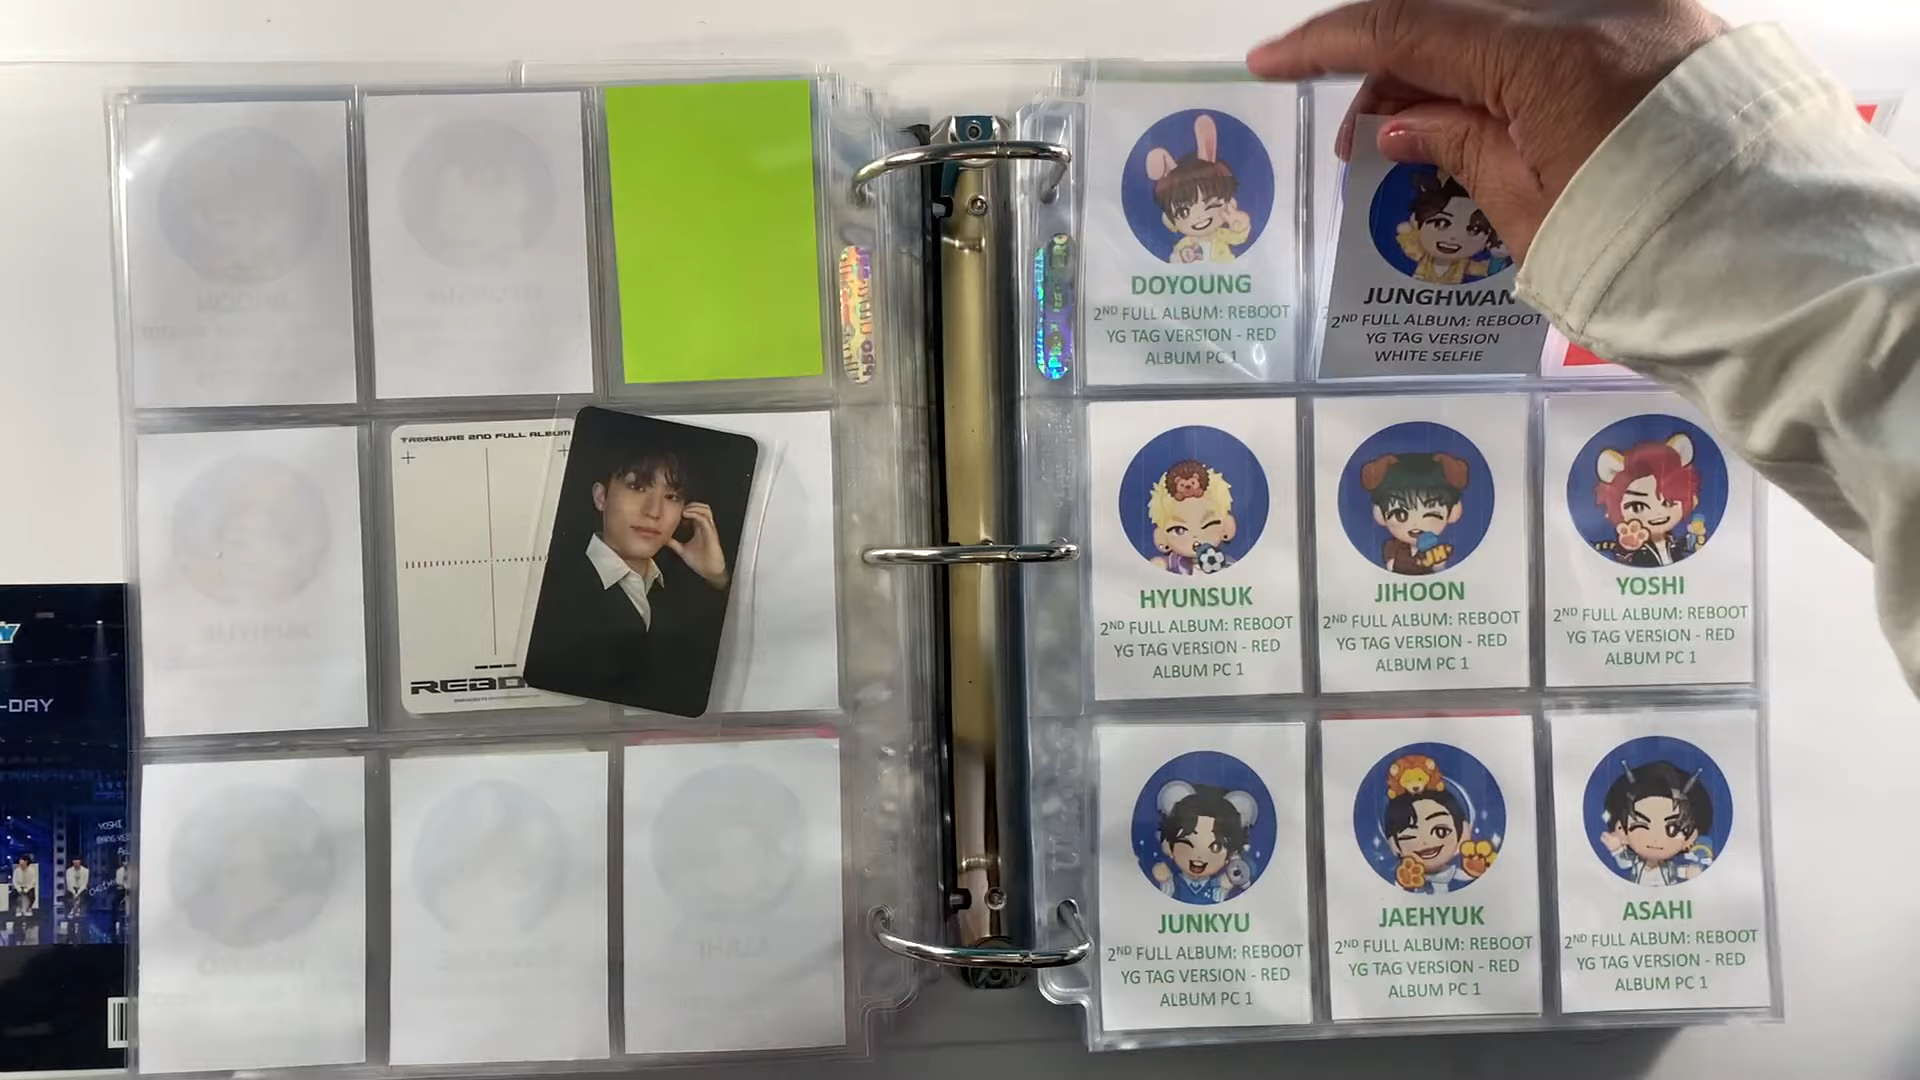 TREASURE 2ND FULL ALBUM
-DAY
YOSHI
DOYOUNG
2ND FULL ALBUM: REBOOT
YG TAG VERSION - RED
ALBUM PC 1
JUNGHWAN
2ND FULL ALBUM: REBOOT
YG TAG VERSION
WHITE SELFIE
HYUNSUK
2ND FULL ALBUM: REBOOT
YG TAG VERSION - RED
ALBUM PC 1
JIHOON
2ND FULL ALBUM: REBOOT
YG TAG VERSION - RED
ALBUM PC 1
YOSHI
2ND FULL ALBUM: REBOOT
YG TAG VERSION - RED
ALBUM PC 1
JUNKYU
2ND FULL ALBUM: REBOOT
YG TAG VERSION - RED
ALBUM PC 1
JAEHYUK
2ND FULL ALBUM: REBOOT
YG TAG VERSION - RED
ALBUM PC 1
ASAHI
2ND FULL ALBUM: REBOOT
YG TAG VERSION - RED
ALBUM PC 1